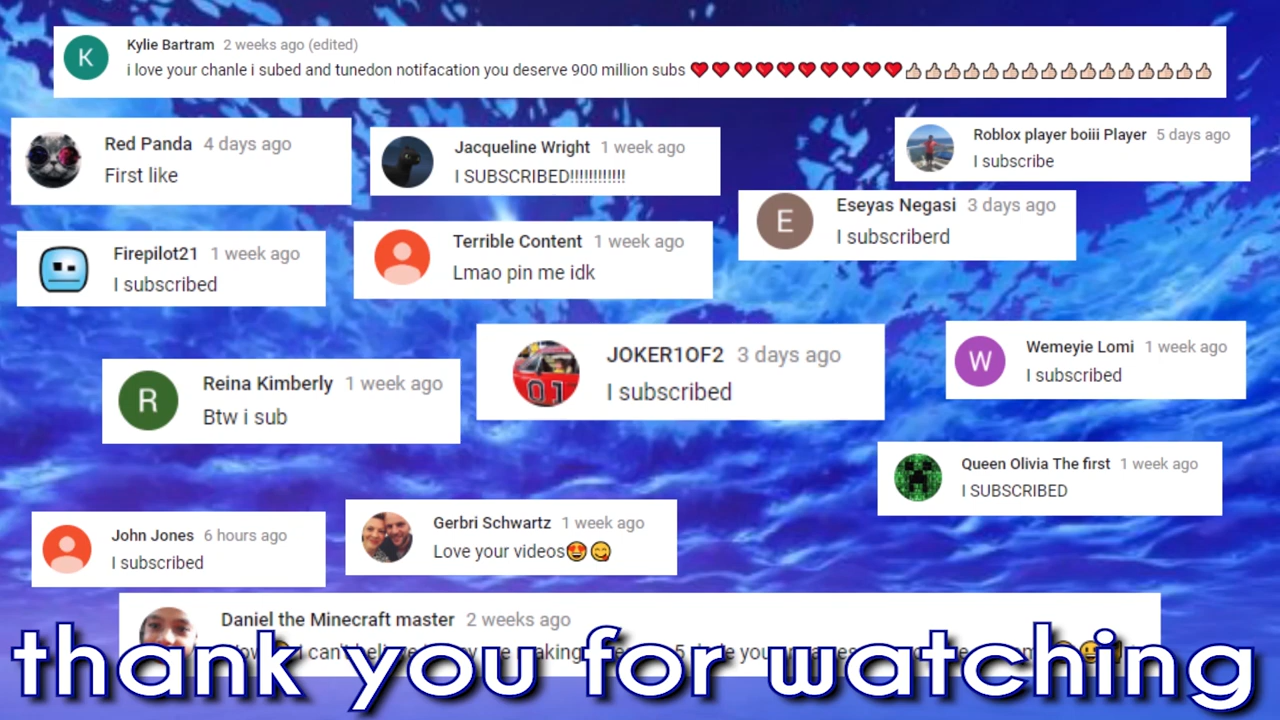 K
Kylie Bartram 2 weeks ago (edited)
i love your chanle i subed and tunedon notifacation you deserve 900 million subs ❤❤❤❤❤❤❤❤❤❤👍🏻👍🏻👍🏻👍🏻👍🏻👍🏻👍🏻👍🏻👍🏻👍🏻👍🏻👍🏻👍🏻👍🏻👍🏻👍🏻
Red Panda 4 days ago
First like
Jacqueline Wright 1 week ago
I SUBSCRIBED!!!!!!!!!!!!
Roblox player boiii Player 5 days ago
I subscribe
E
Eseyas Negasi 3 days ago
I subscriberd
Firepilot21 1 week ago
I subscribed
Terrible Content 1 week ago
Lmao pin me idk
R
Reina Kimberly 1 week ago
Btw i sub
01
JOKER1OF2 3 days ago
I subscribed
W
Wemeyie Lomi 1 week ago
I subscribed
Queen Olivia The first 1 week ago
I SUBSCRIBED
John Jones 6 hours ago
I subscribed
Gerbri Schwartz 1 week ago
Love your videos😍😋
Daniel the Minecraft master 2 weeks ago
I can't
thank you for watching